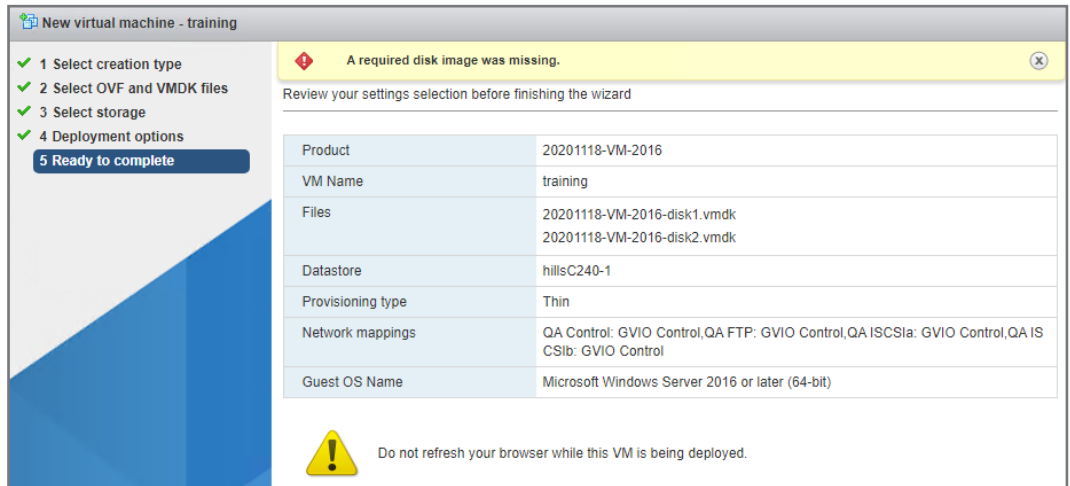 New virtual machine - training
1 Select creation type
2 Select OVF and VMDK files
3 Select storage
4 Deployment options
5 Ready to complete
A required disk image was missing.
Review your settings selection before finishing the wizard
Product 20201118-VM-2016
VM Name training
Files 20201118-VM-2016-disk1.vmdk
20201118-VM-2016-disk2.vmdk
Datastore hillsC240-1
Provisioning type Thin
Network mappings QA Control: GVIO Control,QA FTP: GVIO Control,QA ISCSIa: GVIO Control,QA IS
CSIb: GVIO Control
Guest OS Name Microsoft Windows Server 2016 or later (64-bit)
Do not refresh your browser while this VM is being deployed.